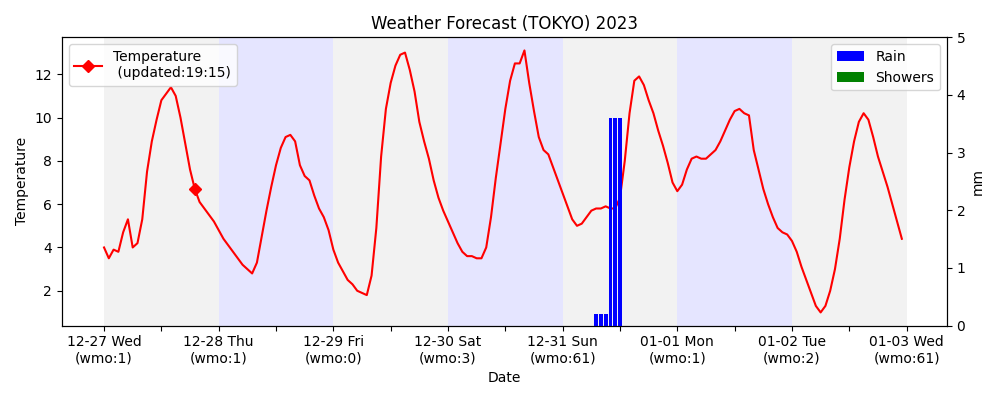 Weather Forecast (TOKYO) 2023
Temperature
(updated:19:15)
Rain
Showers
Temperature
12
10
8
6
4
2
5
4
3
2
1
0
mm
12-27 Wed
(wmo:1)
12-28 Thu
(wmo:1)
12-29 Fri
(wmo:0)
12-30 Sat
(wmo:3)
12-31 Sun
(wmo:61)
01-01 Mon
(wmo:1)
01-02 Tue
(wmo:2)
01-03 Wed
(wmo:61)
Date